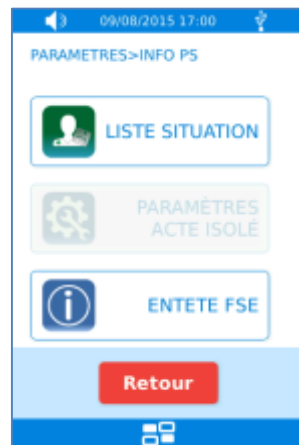 09/08/2015 17:00
PARAMETRES>INFO PS
LISTE SITUATION
PARAMÈTRES
ACTE ISOLÉ
ENTETE FSE
Retour